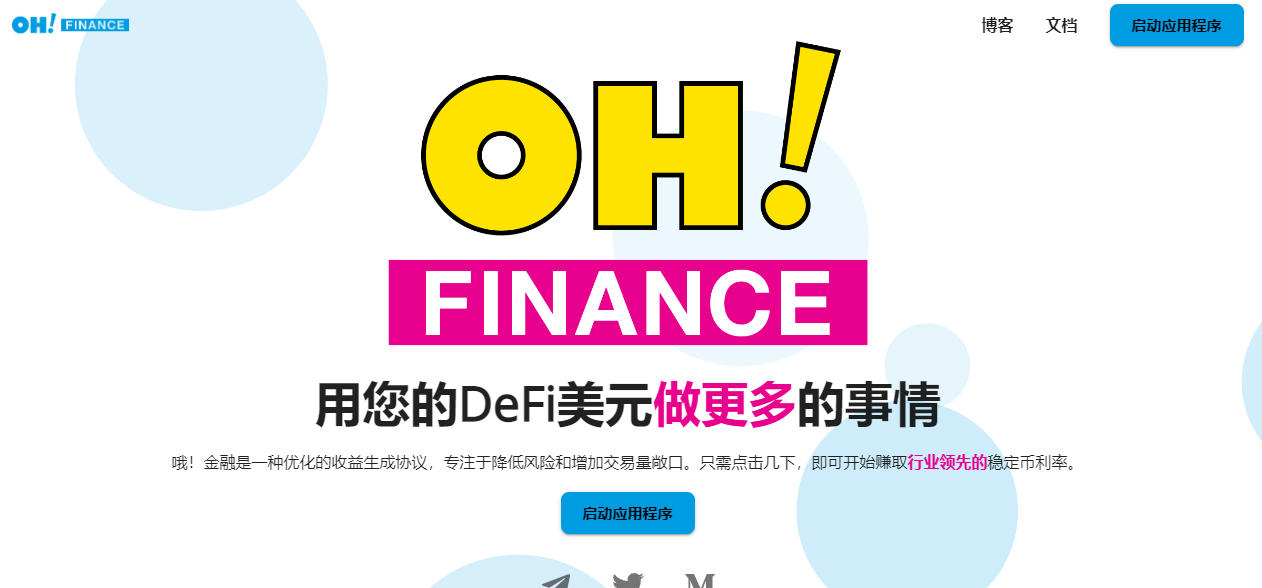 OH! FINANCE
博客 文档 启动应用程序
OH!
FINANCE
用您的DeFi美元做更多的事情
哦！金融是一种优化的收益生成协议，专注于降低风险和增加交易量敞口。只需点击几下，即可开始赚取行业领先的稳定币利率。
启动应用程序